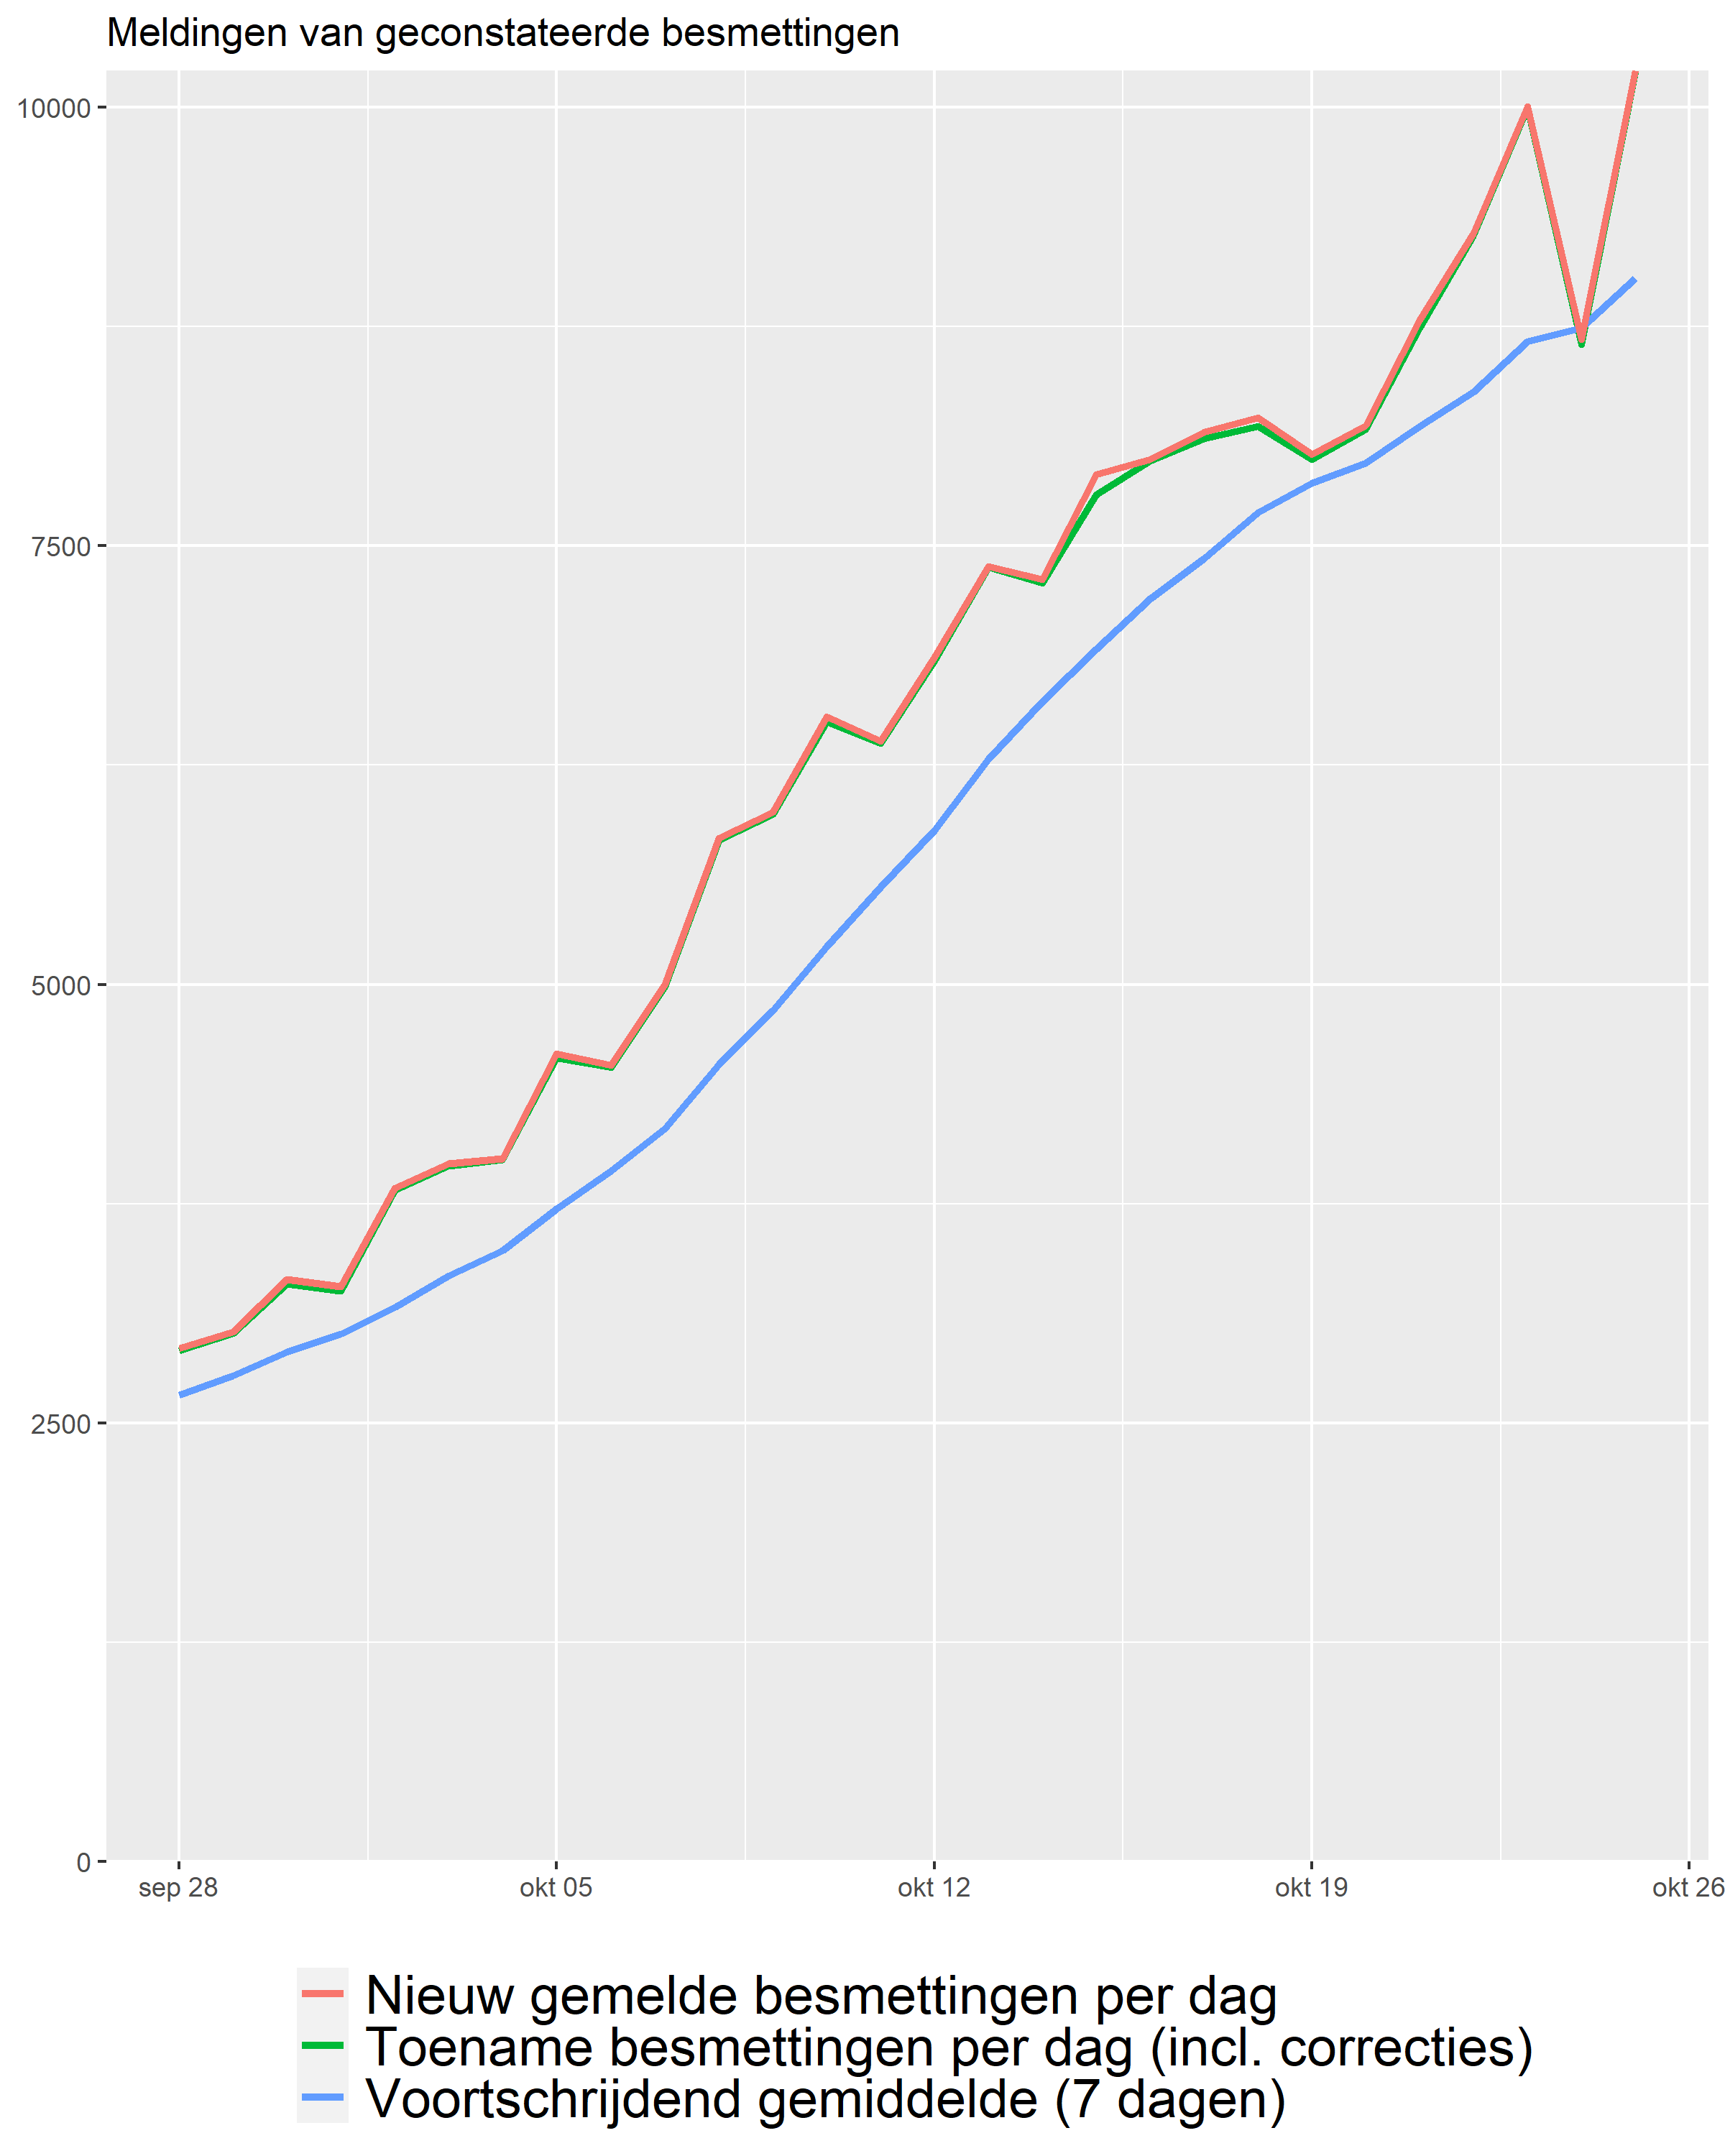 Meldingen van geconstateerde besmettingen
10000
7500
5000
2500
0
sep 28
okt 05
okt 12
okt 19
okt 26
Nieuw gemelde besmettingen per dag
Toename besmettingen per dag (incl. correcties)
Voortschrijdend gemiddelde (7 dagen)